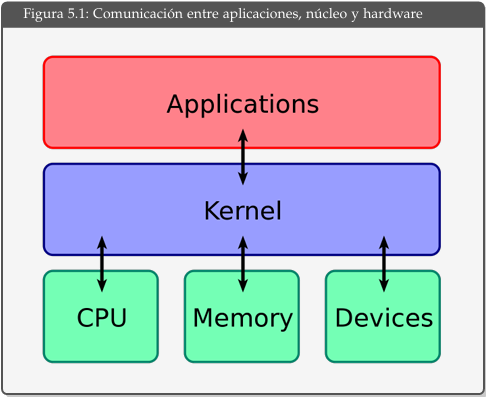 Figura 5.1: Comunicación entre aplicaciones, núcleo y hardware
Applications
Kernel
CPU
Memory
Devices